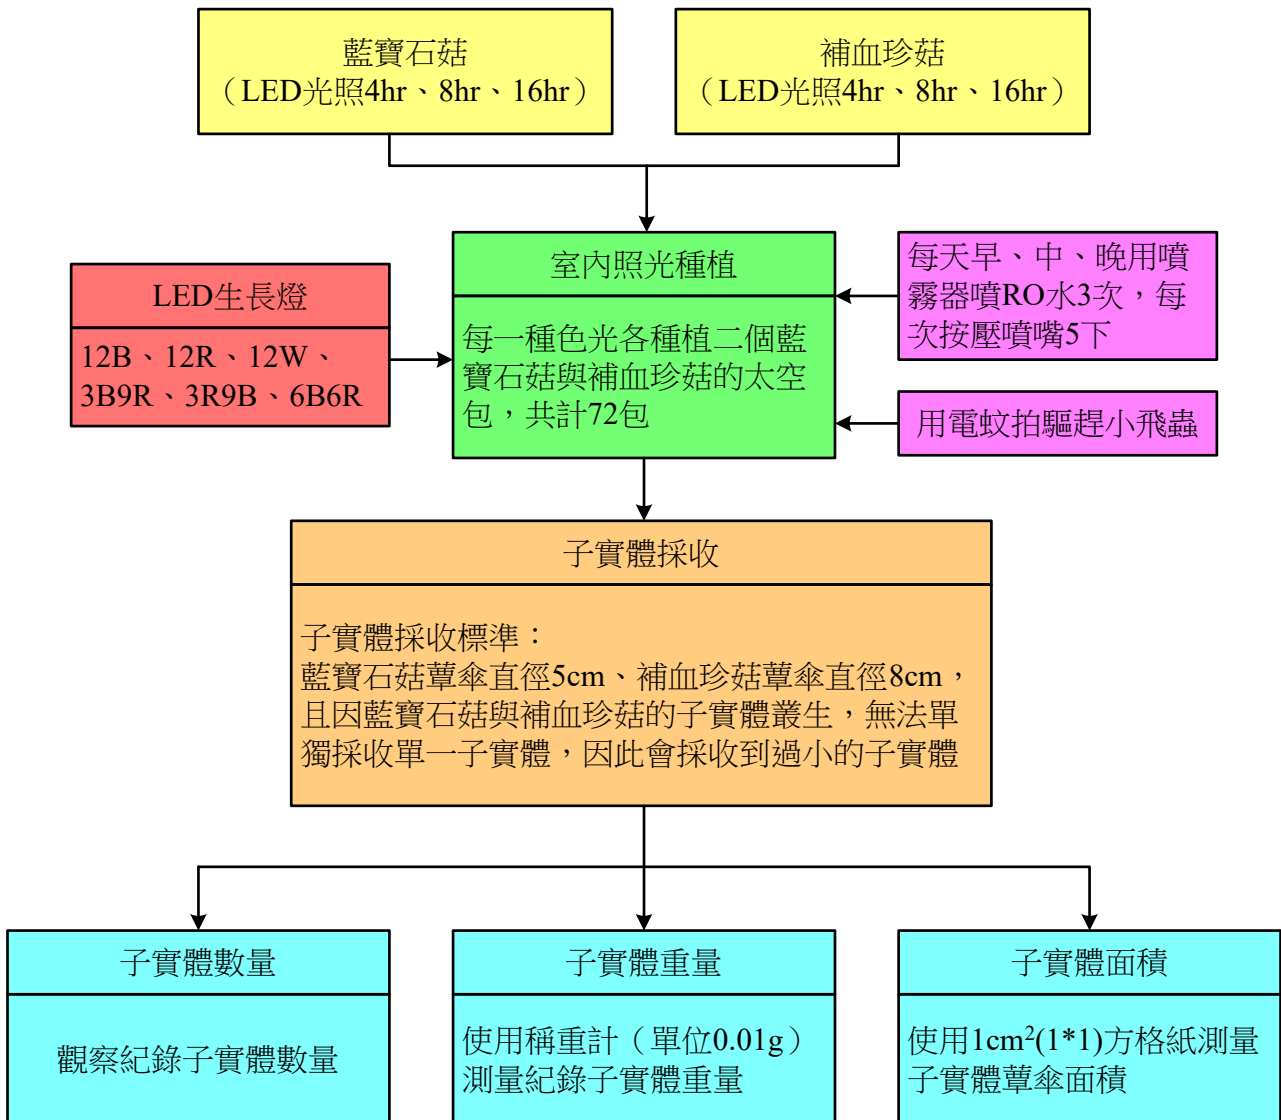 藍寶石菇
（LED光照4hr、8hr、16hr）
補血珍菇
（LED光照4hr、8hr、16hr）
LED生長燈
12B、12R、12W、
3B9R、3R9B、6B6R
室內照光種植
每一種色光各種植二個藍
寶石菇與補血珍菇的太空
包，共計72包
每天早、中、晚用噴
霧器噴RO水3次，每
次按壓噴嘴5下
用電蚊拍驅趕小飛蟲
子實體採收
子實體採收標準：
藍寶石菇蕈傘直徑5cm、補血珍菇蕈傘直徑8cm，
且因藍寶石菇與補血珍菇的子實體叢生，無法單
獨採收單一子實體，因此會採收到過小的子實體
子實體數量
觀察紀錄子實體數量
子實體重量
使用稱重計（單位0.01g）
測量紀錄子實體重量
子實體面積
使用1cm²(1*1)方格紙測量
子實體蕈傘面積